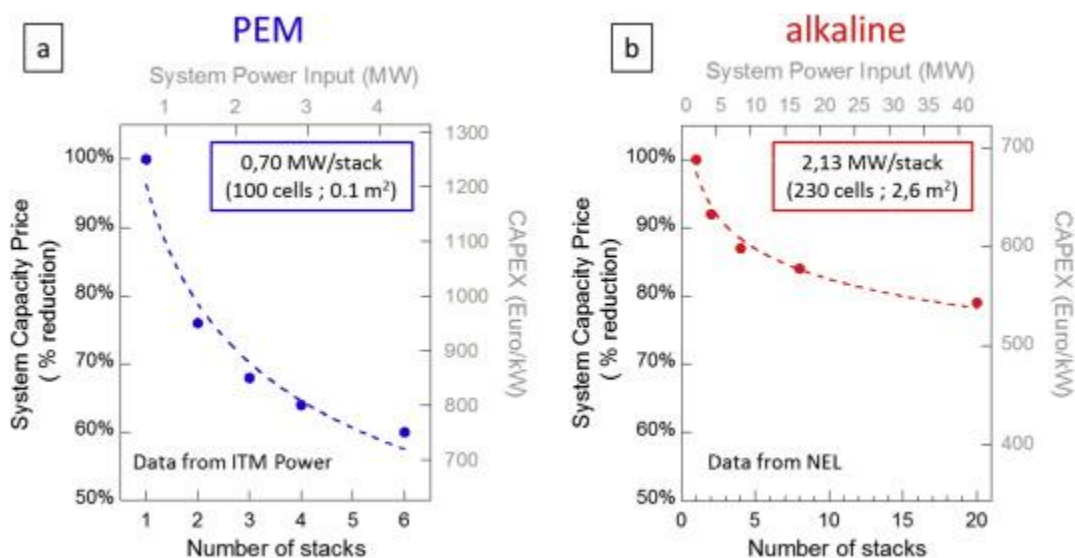 a
PEM
System Power Input (MW)
1 2 3 4
System Capacity Price
( % reduction)
100%
90%
80%
70%
60%
50%
0,70 MW/stack
(100 cells ; 0.1 m²)
Data from ITM Power
1300
1200
1100
1000
900
800
700
CAPEX (Euro/kW)
1 2 3 4 5 6
Number of stacks
b
alkaline
System Power Input (MW)
0 5 10 15 20 25 30 35 40
System Capacity Price
( % reduction)
100%
90%
80%
70%
60%
50%
2,13 MW/stack
(230 cells ; 2,6 m²)
Data from NEL
700
600
500
400
CAPEX (Euro/kW)
0 5 10 15 20
Number of stacks